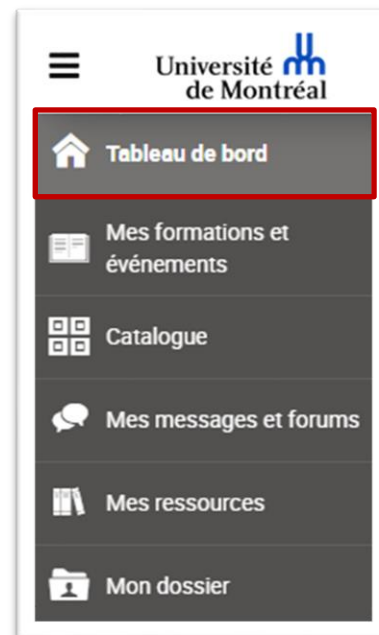 Université
de Montréal
Tableau de bord
Mes formations et
événements
Catalogue
Mes messages et forums
Mes ressources
Mon dossier